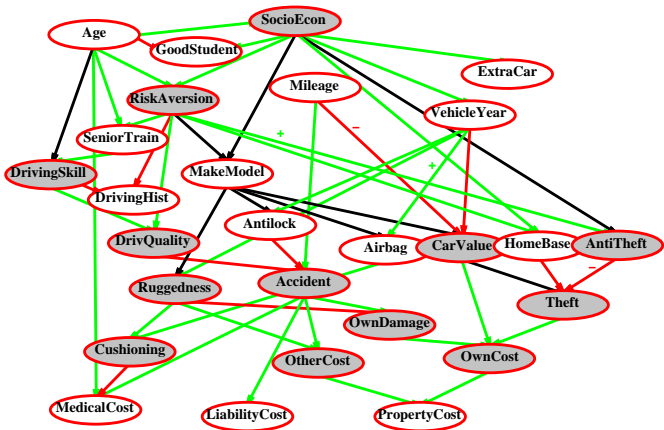 SocioEcon
Age
GoodStudent
ExtraCar
Mileage
RiskAversion
VehicleYear
–
+
SeniorTrain
+
DrivingSkill
MakeModel
DrivingHist
Antilock
DrivQuality
Airbag
CarValue
HomeBase
AntiTheft
–
Ruggedness
Accident
Theft
OwnDamage
Cushioning
OtherCost
OwnCost
MedicalCost
LiabilityCost
PropertyCost